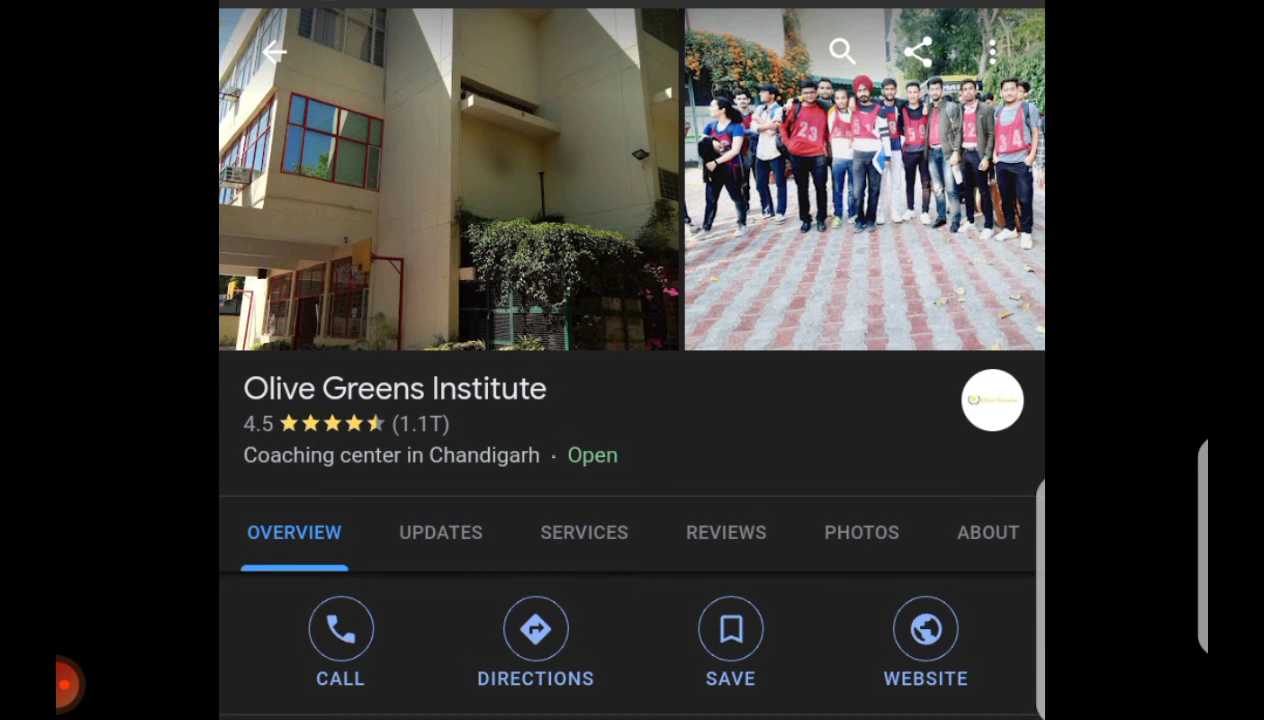 Olive Greens Institute
4.5 (1.1T)
Coaching center in Chandigarh · Open
OVERVIEW UPDATES SERVICES REVIEWS PHOTOS ABOUT
CALL DIRECTIONS SAVE WEBSITE
23